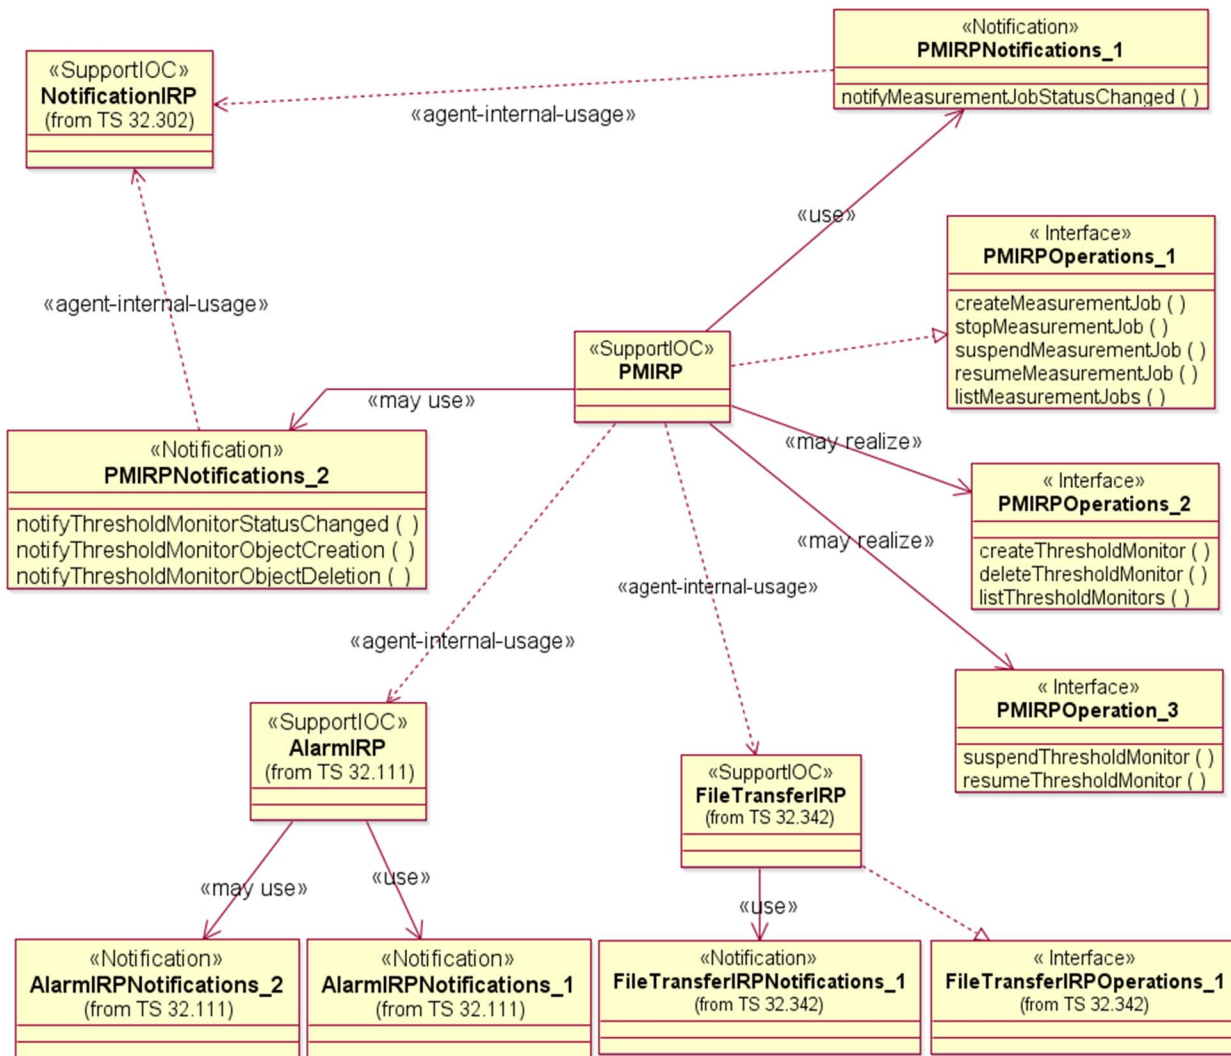 «Notification»
PMIRPNotifications_1
notifyMeasurementJobStatusChanged ( )
«SupportIOC»
NotificationIRP
(from TS 32.302)
«agent-internal-usage»
«use»
« Interface»
PMIRPOperations_1
createMeasurementJob ( )
stopMeasurementJob ( )
suspendMeasurementJob ( )
resumeMeasurementJob ( )
listMeasurementJobs ( )
«agent-internal-usage»
«SupportIOC»
PMIRP
«may use»
«Notification»
PMIRPNotifications_2
notifyThresholdMonitorStatusChanged ( )
notifyThresholdMonitorObjectCreation ( )
notifyThresholdMonitorObjectDeletion ( )
«may realize»
« Interface»
PMIRPOperations_2
createThresholdMonitor ( )
deleteThresholdMonitor ( )
listThresholdMonitors ( )
«may realize»
«agent-internal-usage»
«agent-internal-usage»
« Interface»
PMIRPOperation_3
suspendThresholdMonitor ( )
resumeThresholdMonitor ( )
«SupportIOC»
AlarmIRP
(from TS 32.111)
«SupportIOC»
FileTransferIRP
(from TS 32.342)
«may use»
«use»
«use»
«Notification»
AlarmIRPNotifications_2
(from TS 32.111)
«Notification»
AlarmIRPNotifications_1
(from TS 32.111)
«Notification»
FileTransferIRPNotifications_1
(from TS 32.342)
« Interface»
FileTransferIRPOperations_1
(from TS 32.342)